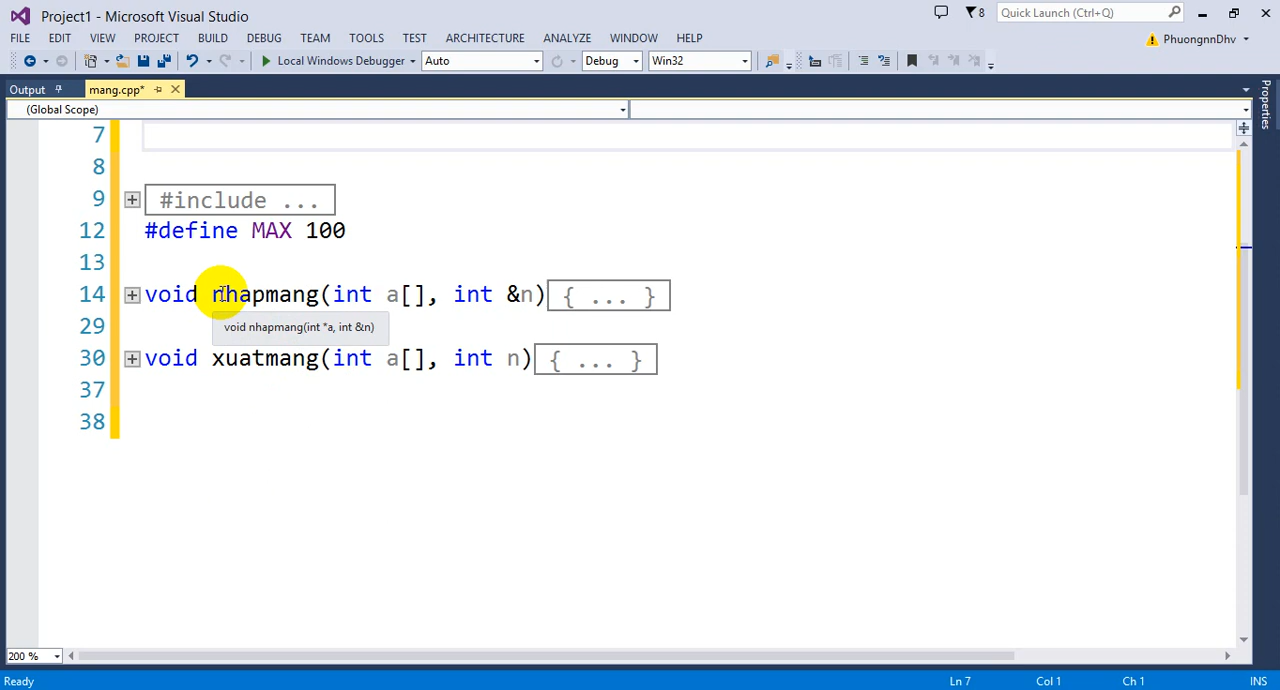 Project1 - Microsoft Visual Studio
8
Quick Launch (Ctrl+Q)
FILE EDIT VIEW PROJECT BUILD DEBUG TEAM TOOLS TEST ARCHITECTURE ANALYZE WINDOW HELP
PhuongnnDhv
Local Windows Debugger Auto Debug Win32
Output mang.cpp*
Properties
(Global Scope)
7
8
9 #include ...
12 #define MAX 100
13
14 void nhapmang(int a[], int &n){ ... }
29 void nhapmang(int *a, int &n)
30 void xuatmang(int a[], int n){ ... }
37
38
200 %
Ready Ln 7 Col 1 Ch 1 INS